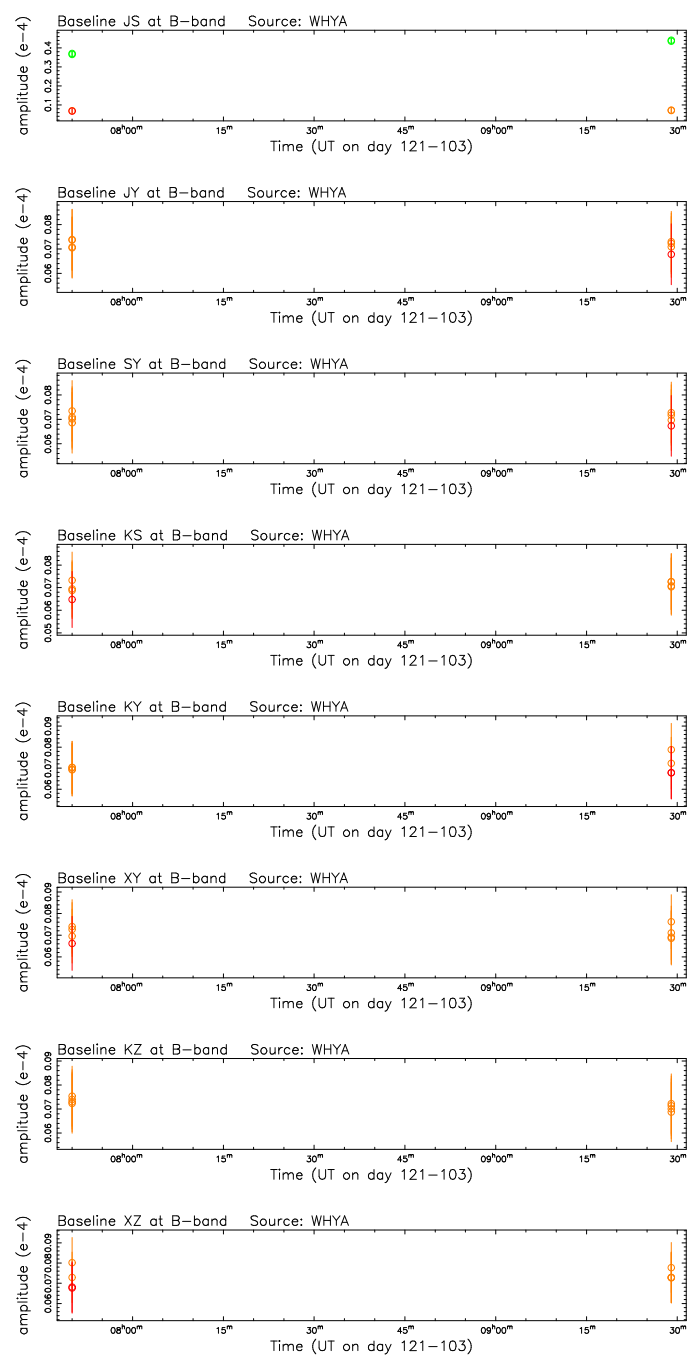 Baseline JS at B−band Source: WHYA
amplitude (e−4)
0.1 0.2 0.3 0.4
08h00m 15m 30m 45m 09h00m 15m 30m
Time (UT on day 121−103)
Baseline JY at B−band Source: WHYA
amplitude (e−4)
0.06 0.07 0.08
08h00m 15m 30m 45m 09h00m 15m 30m
Time (UT on day 121−103)
Baseline SY at B−band Source: WHYA
amplitude (e−4)
0.06 0.07 0.08
08h00m 15m 30m 45m 09h00m 15m 30m
Time (UT on day 121−103)
Baseline KS at B−band Source: WHYA
amplitude (e−4)
0.05 0.06 0.07 0.08
08h00m 15m 30m 45m 09h00m 15m 30m
Time (UT on day 121−103)
Baseline KY at B−band Source: WHYA
amplitude (e−4)
0.06 0.07 0.08 0.09
08h00m 15m 30m 45m 09h00m 15m 30m
Time (UT on day 121−103)
Baseline XY at B−band Source: WHYA
amplitude (e−4)
0.06 0.07 0.08 0.09
08h00m 15m 30m 45m 09h00m 15m 30m
Time (UT on day 121−103)
Baseline KZ at B−band Source: WHYA
amplitude (e−4)
0.06 0.07 0.08 0.09
08h00m 15m 30m 45m 09h00m 15m 30m
Time (UT on day 121−103)
Baseline XZ at B−band Source: WHYA
amplitude (e−4)
0.06 0.07 0.08 0.09
08h00m 15m 30m 45m 09h00m 15m 30m
Time (UT on day 121−103)